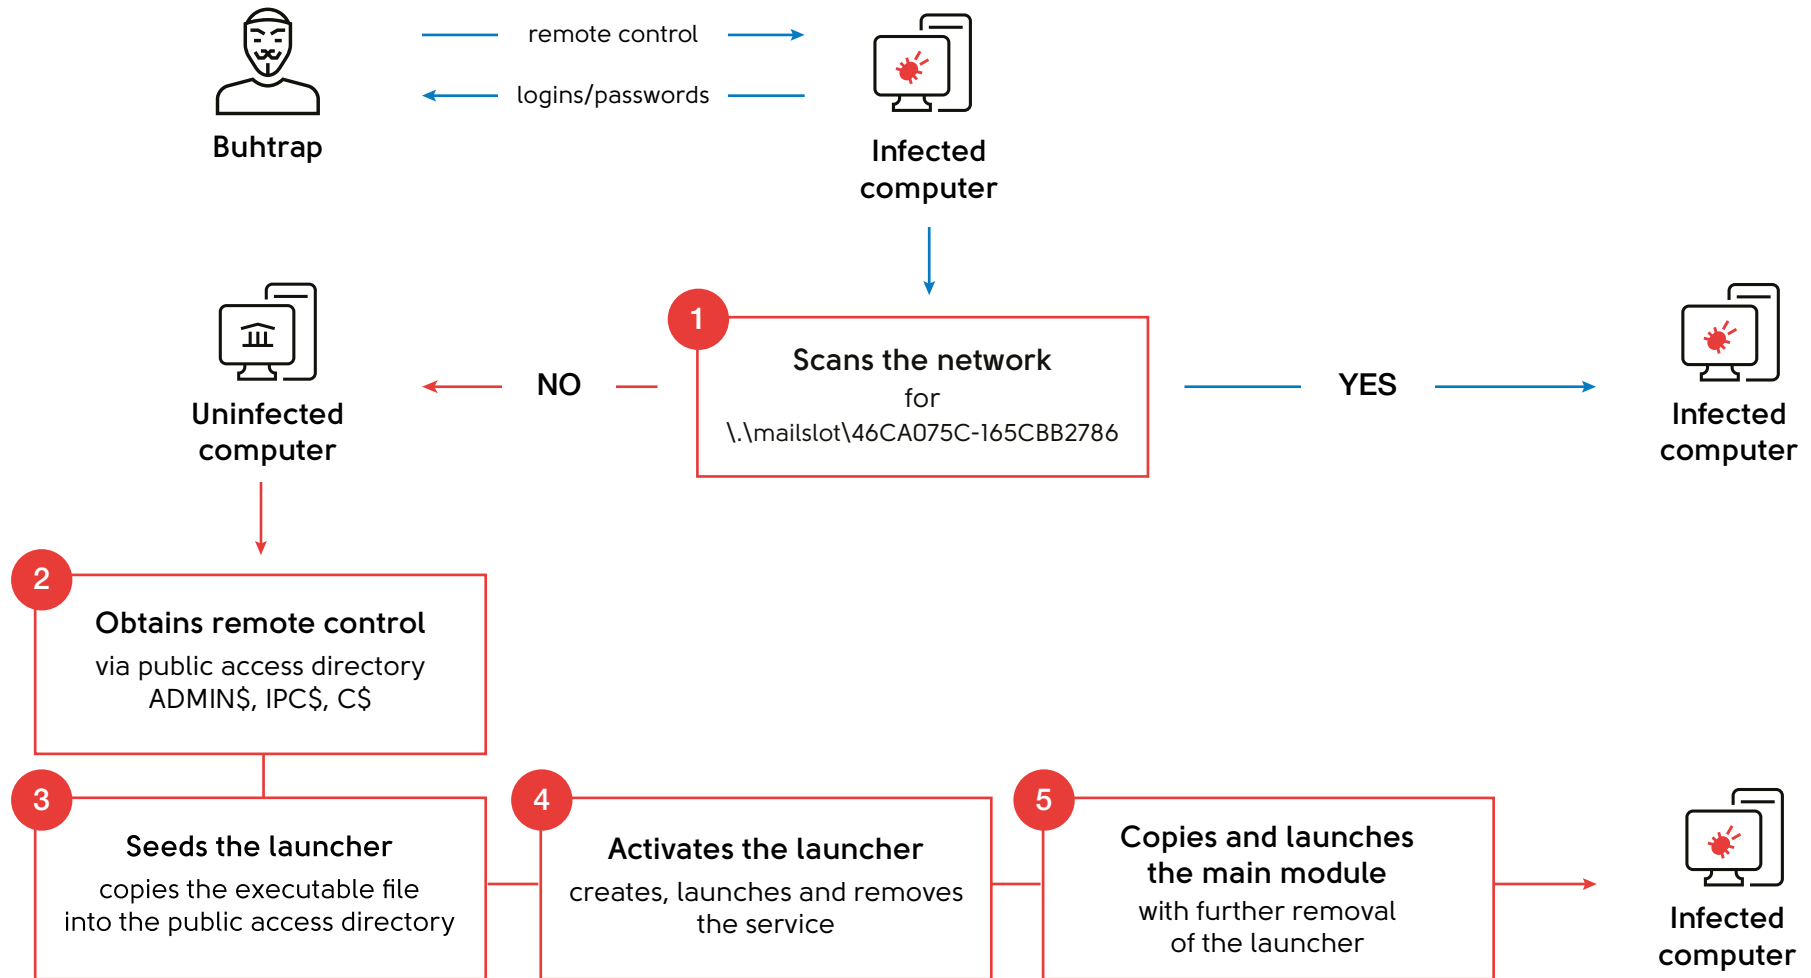 remote control
logins/passwords
Buhtrap
Infected
computer
1
Scans the network
for
\.\mailslot\46CA075C-165CBB2786
NO
YES
Uninfected
computer
Infected
computer
2
Obtains remote control
via public access directory
ADMIN$, IPC$, C$
3
Seeds the launcher
copies the executable file
into the public access directory
4
Activates the launcher
creates, launches and removes
the service
5
Copies and launches
the main module
with further removal
of the launcher
Infected
computer